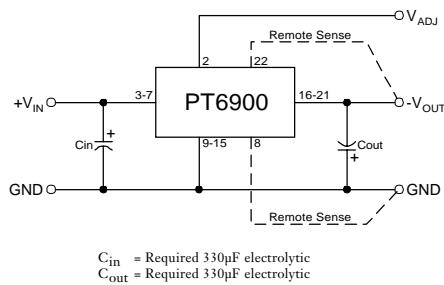 V_ADJ
Remote Sense
2 22
+V_IN 3-7 PT6900 16-21 -V_OUT
+ Cin
9-15 8
Cout +
GND GND
Remote Sense
C_in = Required 330µF electrolytic
C_out = Required 330µF electrolytic